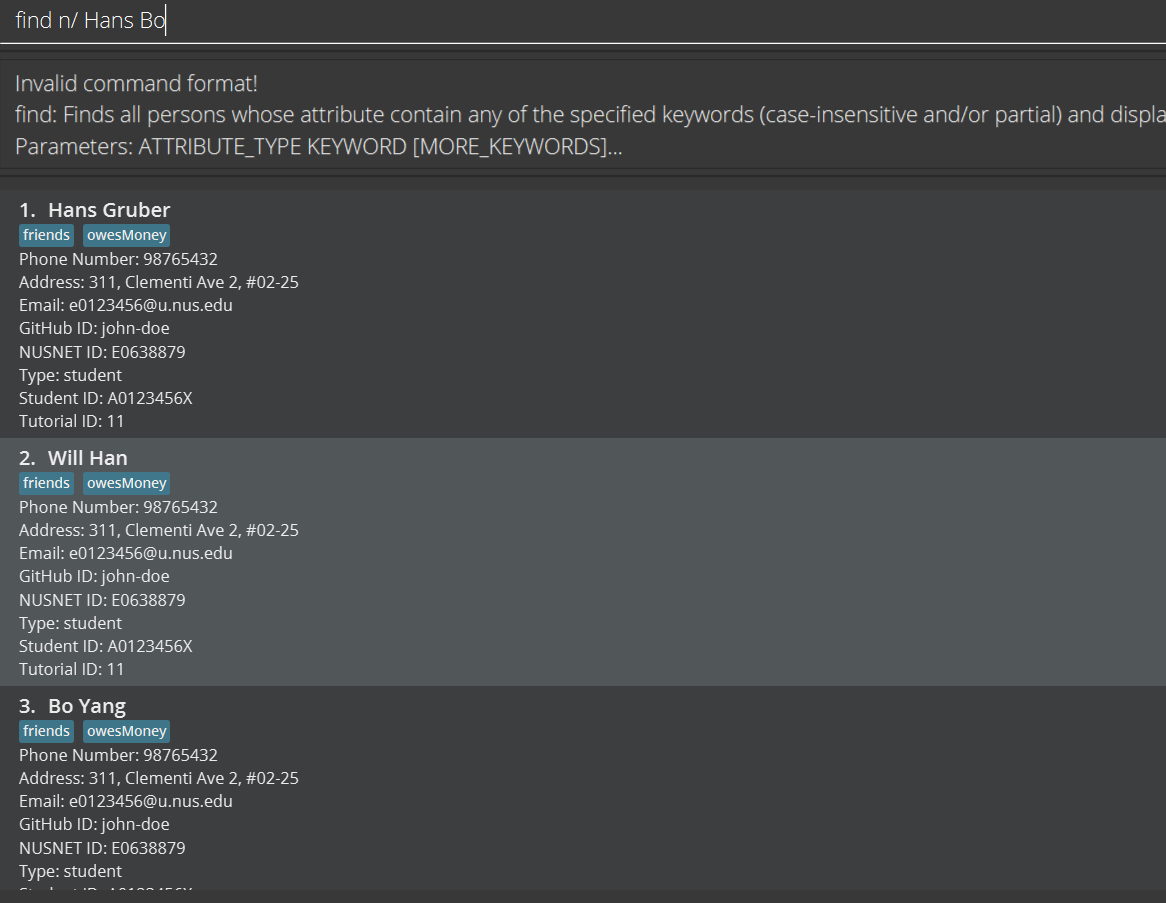 find n/ Hans Bo
Invalid command format!
find: Finds all persons whose attribute contain any of the specified keywords (case-insensitive and/or partial) and displa
Parameters: ATTRIBUTE_TYPE KEYWORD [MORE_KEYWORDS]...
1. Hans Gruber
friends owesMoney
Phone Number: 98765432
Address: 311, Clementi Ave 2, #02-25
Email: e0123456@u.nus.edu
GitHub ID: john-doe
NUSNET ID: E0638879
Type: student
Student ID: A0123456X
Tutorial ID: 11
2. Will Han
friends owesMoney
Phone Number: 98765432
Address: 311, Clementi Ave 2, #02-25
Email: e0123456@u.nus.edu
GitHub ID: john-doe
NUSNET ID: E0638879
Type: student
Student ID: A0123456X
Tutorial ID: 11
3. Bo Yang
friends owesMoney
Phone Number: 98765432
Address: 311, Clementi Ave 2, #02-25
Email: e0123456@u.nus.edu
GitHub ID: john-doe
NUSNET ID: E0638879
Type: student